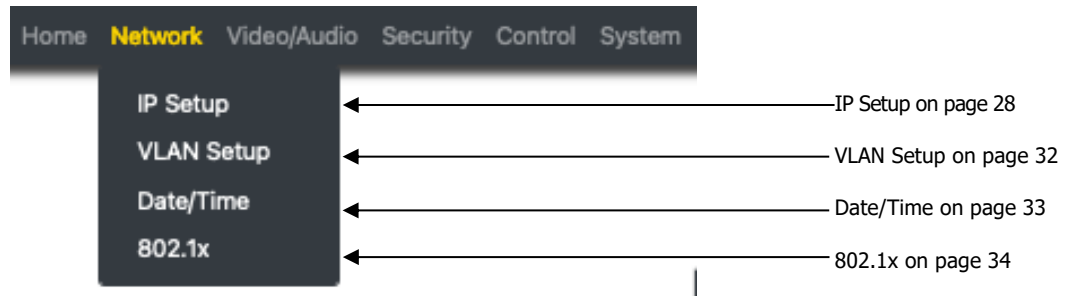 Home Network Video/Audio Security Control System
IP Setup
IP Setup on page 28
VLAN Setup
VLAN Setup on page 32
Date/Time
Date/Time on page 33
802.1x
802.1x on page 34